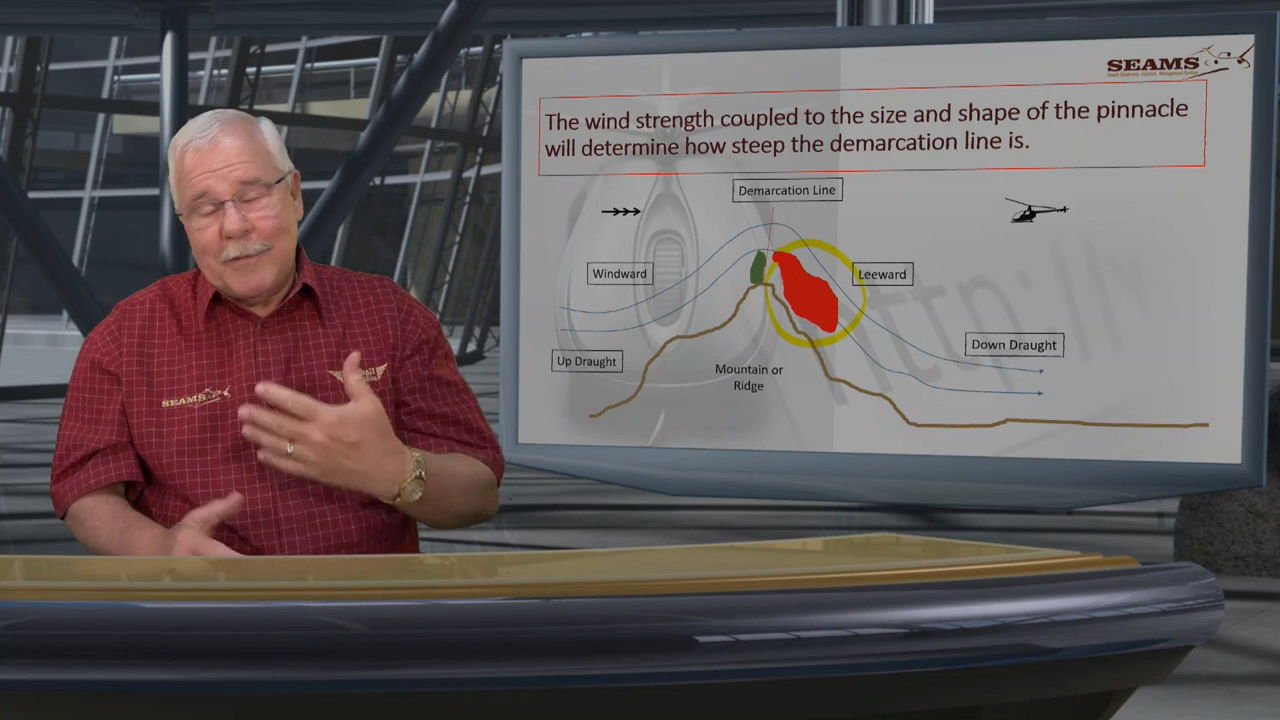 SEAMS
The wind strength coupled to the size and shape of the pinnacle
will determine how steep the demarcation line is.
Demarcation Line
Windward
Leeward
Up Draught
Down Draught
Mountain or
Ridge
http://
SEAMS